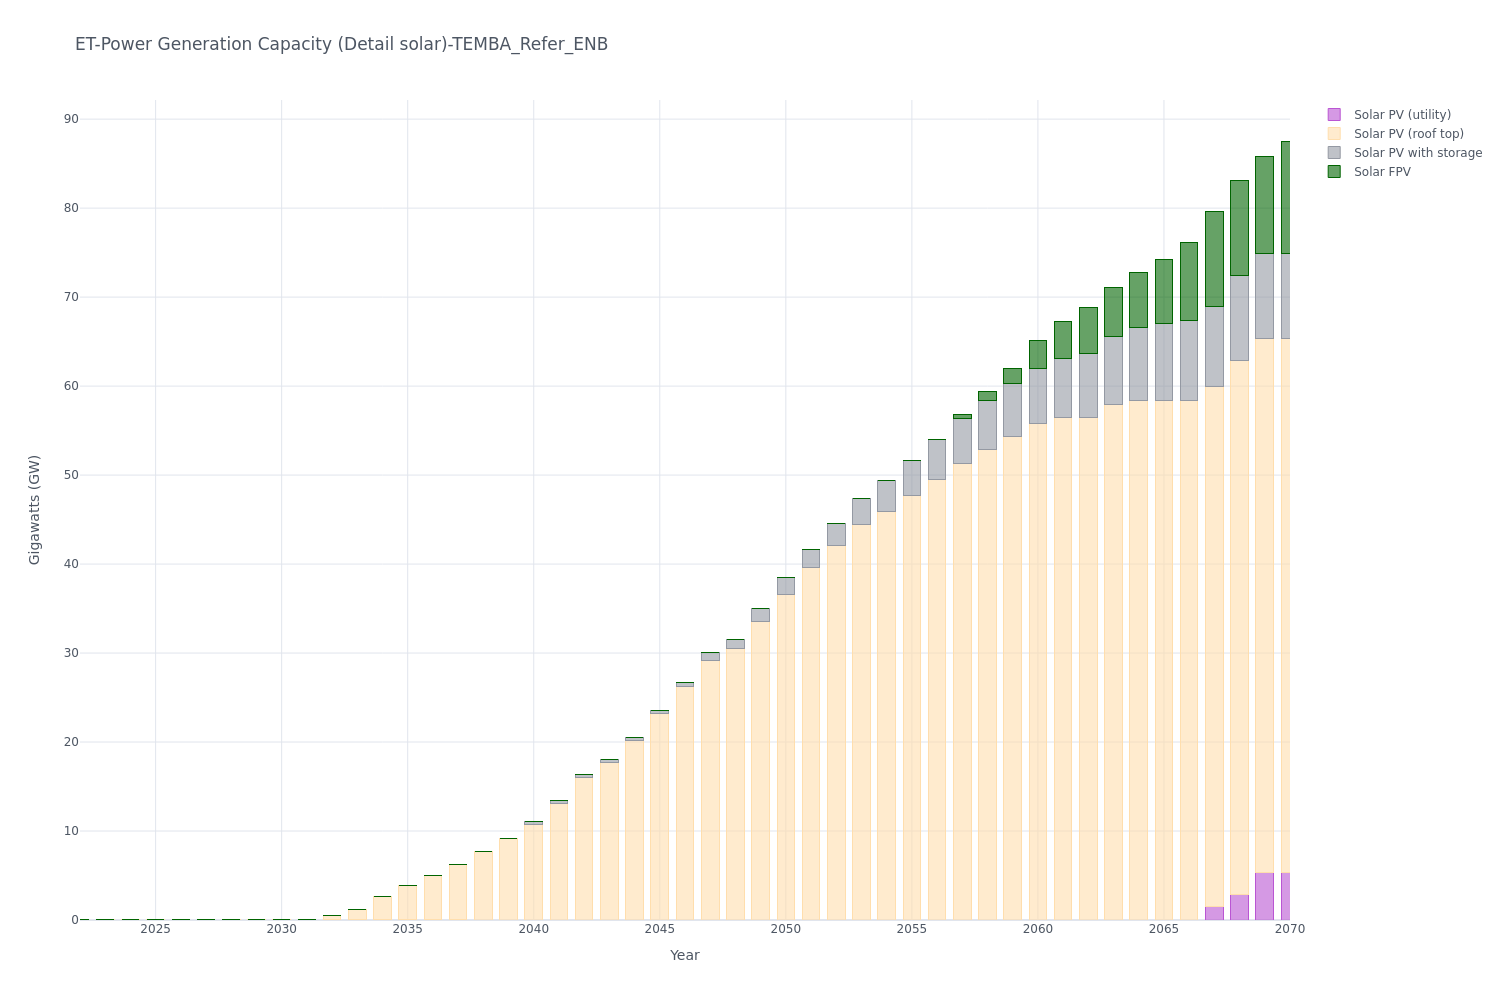 ET-Power Generation Capacity (Detail solar)-TEMBA_Refer_ENB
Solar PV (utility)
Solar PV (roof top)
Solar PV with storage
Solar FPV
Gigawatts (GW)
90
80
70
60
50
40
30
20
10
0
2025
2030
2035
2040
2045
2050
2055
2060
2065
2070
Year